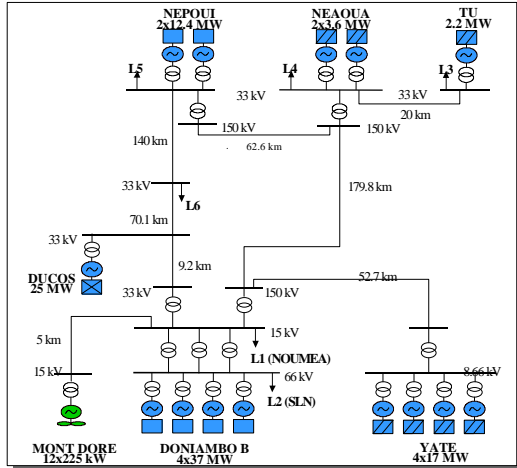 NEPOUI
2x12.4 MW
NEAOUA
2x3.6 MW
TU
2.2 MW
L5
L4
L3
33 kV
33 kV
20 km
150 kV
150 kV
62.6 km
140 km
179.8 km
33 kV
L6
70.1 km
33 kV
9.2 km
52.7 km
DUCOS
25 MW
33 kV
150 kV
15 kV
5 km
L1 (NOUMEA)
15 kV
66 kV
8.66 kV
L2 (SLN)
MONT DORE
12x225 kW
DONIAMBO B
4x37 MW
YATE
4x17 MW